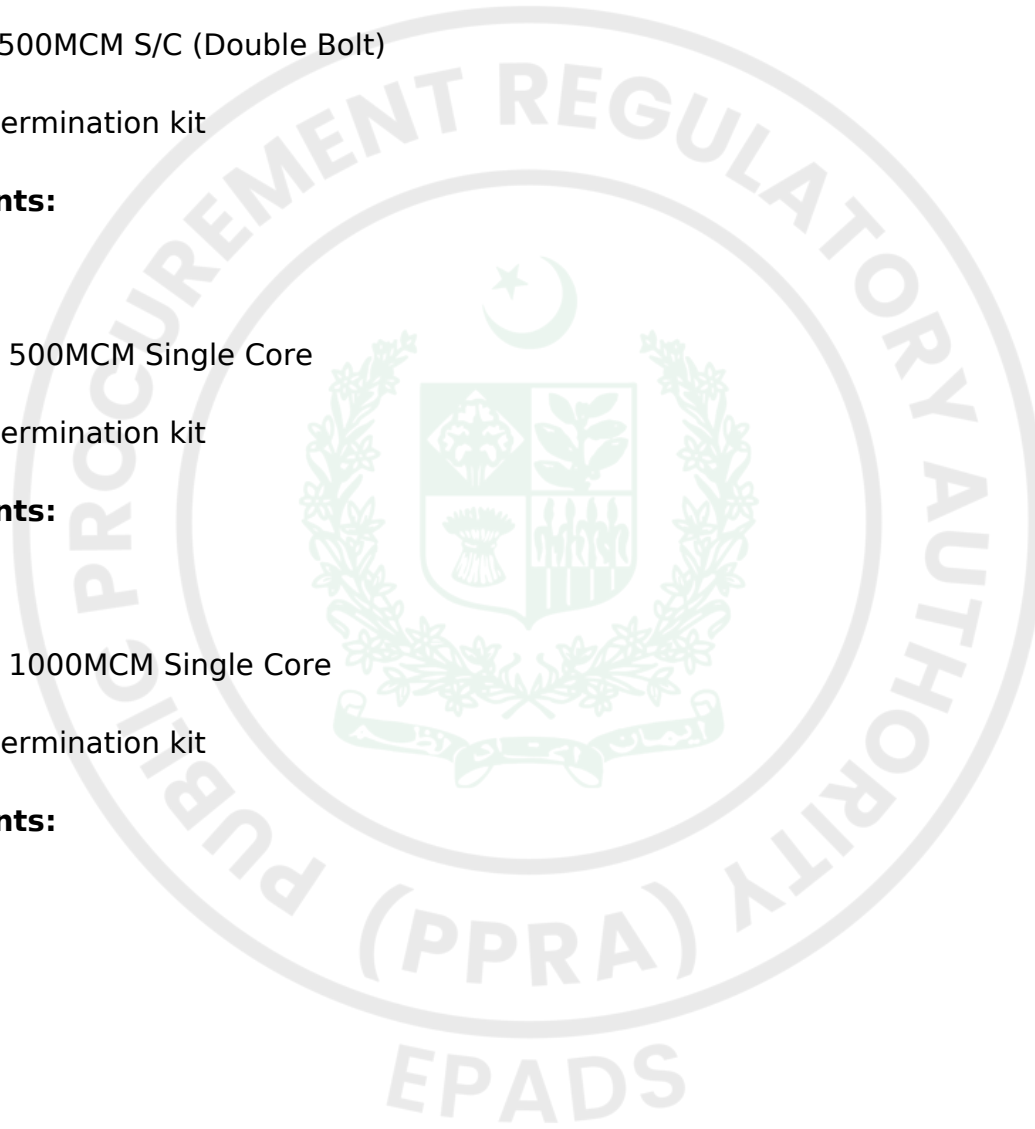 500MCM S/C (Double Bolt)
ermination kit
nts:
500MCM Single Core
ermination kit
nts:
1000MCM Single Core
ermination kit
nts:
PUBLIC PROCUREMENT REGULATORY AUTHORITY
(PPRA)
EPADS